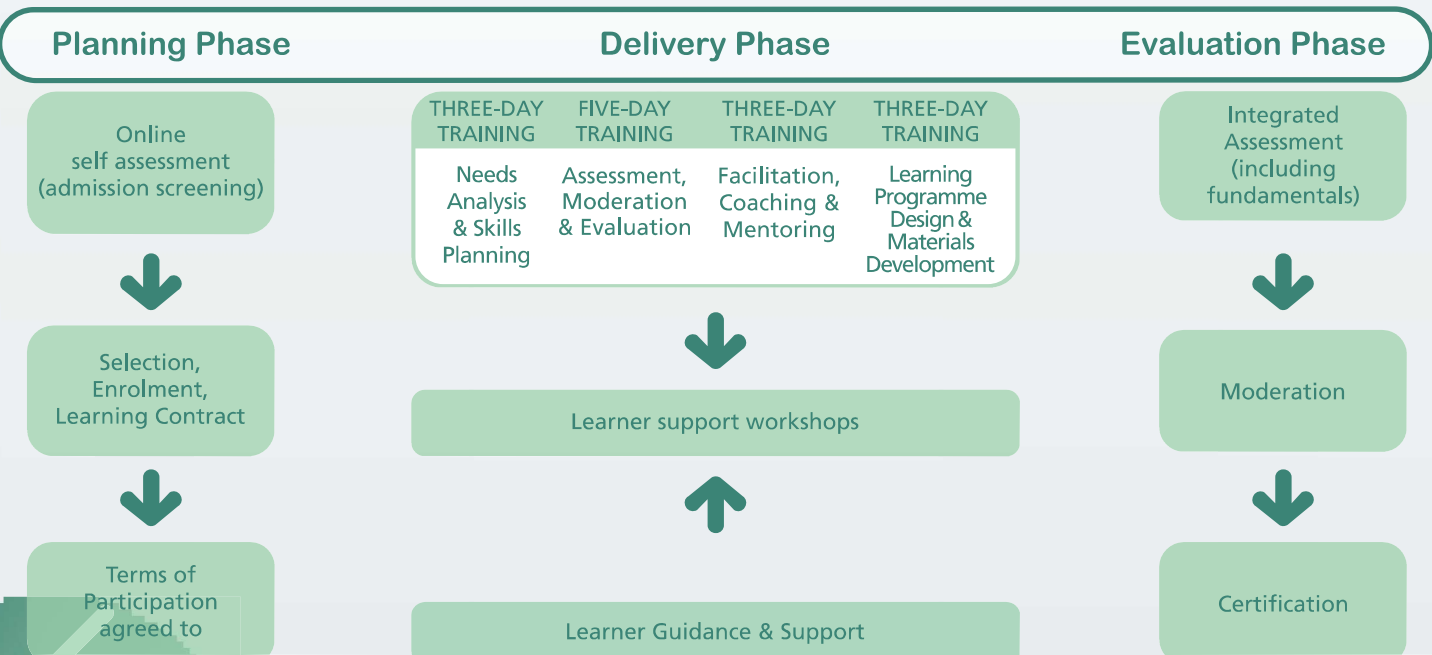 Planning Phase
Delivery Phase
Evaluation Phase
Online
self assessment
(admission screening)
Selection,
Enrolment,
Learning Contract
Terms of
Participation
agreed to
THREE-DAY
TRAINING
Needs
Analysis
& Skills
Planning
FIVE-DAY
TRAINING
Assessment,
Moderation
& Evaluation
THREE-DAY
TRAINING
Facilitation,
Coaching &
Mentoring
THREE-DAY
TRAINING
Learning
Programme
Design &
Materials
Development
Learner support workshops
Learner Guidance & Support
Integrated
Assessment
(including
fundamentals)
Moderation
Certification